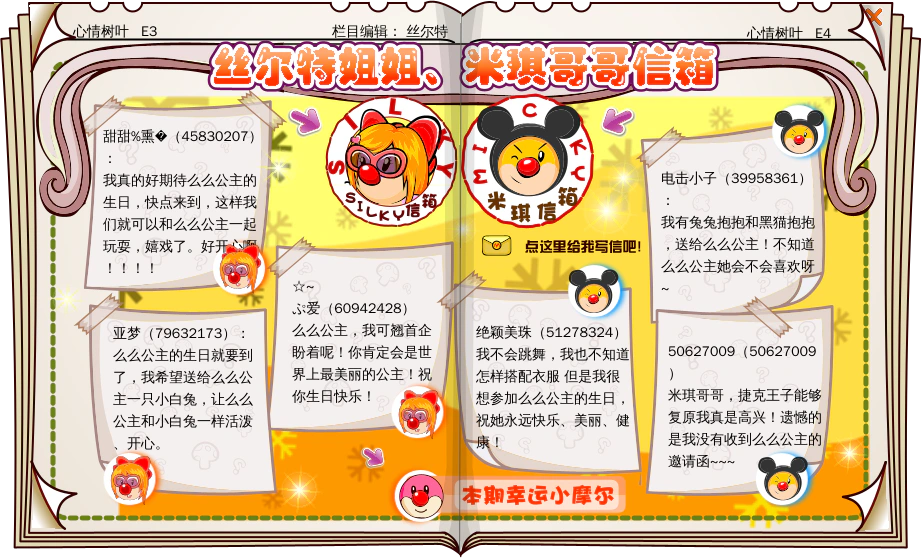 心情树叶 E3
栏目编辑： 丝尔特
心情树叶 E4
丝尔特姐姐、米琪哥哥信箱
甜甜%熏�（45830207）
：
我真的好期待么么公主的
生日，快点来到，这样我
们就可以和么么公主一起
玩耍，嬉戏了。好开心啊
！！！！
亚梦（79632173）：
么么公主的生日就要到
了，我希望送给么么公
主一只小白兔，让么么
公主和小白兔一样活泼
、开心。
SILKY
SILKY信箱
☆~
ぷ爱（60942428）
么么公主，我可翘首企
盼着呢！你肯定会是世
界上最美丽的公主！祝
你生日快乐！
MICKY
米琪信箱
点这里给我写信吧!
绝颖美珠（51278324）
我不会跳舞，我也不知道
怎样搭配衣服 但是我很
想参加么么公主的生日，
祝她永远快乐、美丽、健
康！
电击小子（39958361）
：
我有兔兔抱抱和黑猫抱抱
，送给么么公主！不知道
么么公主她会不会喜欢呀
~
50627009（50627009
）
米琪哥哥，捷克王子能够
复原我真是高兴！遗憾的
是我没有收到么么公主的
邀请函~~~
本期幸运小摩尔